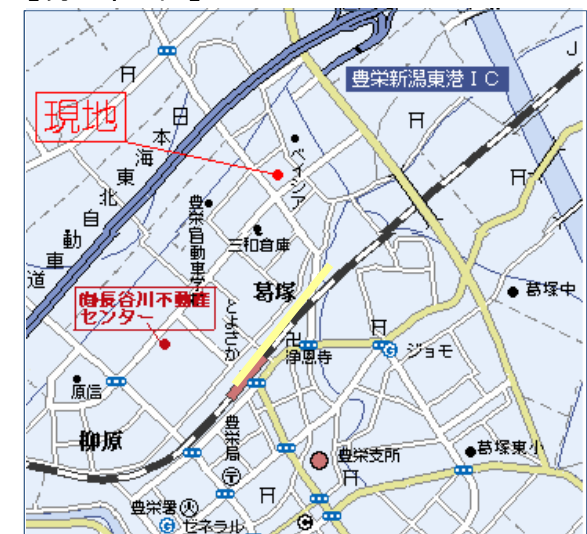 豊栄新潟東港IC
J
現地
日本海東北自動車道
ベイシア
豊栄自動車学
三和倉庫
葛塚
とよさか
㈲長谷川不動産
センター
葛塚中
浄恩寺
ジョモ
原信
柳原
豊栄局
豊栄支所
葛塚東小
豊栄署
ゼネラル
C